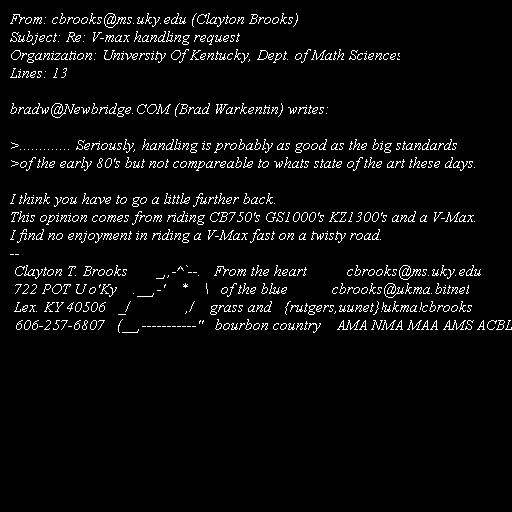 From: cbrooks@ms.uky.edu (Clayton Brooks)
Subject: Re: V-max handling request
Organization: University Of Kentucky, Dept. of Math Sciences
Lines: 13

bradw@Newbridge.COM (Brad Warkentin) writes:

>............. Seriously, handling is probably as good as the big standards
>of the early 80's but not compareable to whats state of the art these days.

I think you have to go a little further back.
This opinion comes from riding CB750's GS1000's KZ1300's and a V-Max.
I find no enjoyment in riding a V-Max fast on a twisty road.
--
Clayton T. Brooks _,,-^`--. From the heart cbrooks@ms.uky.edu
722 POT U o'Ky . __,-' * \ of the blue cbrooks@ukma.bitnet
Lex. KY 40506 _/ ,/ grass and {rutgers,uunet}!ukma!cbrooks
606-257-6807 (__,-----------'' bourbon country AMA NMA MAA AMS ACBL